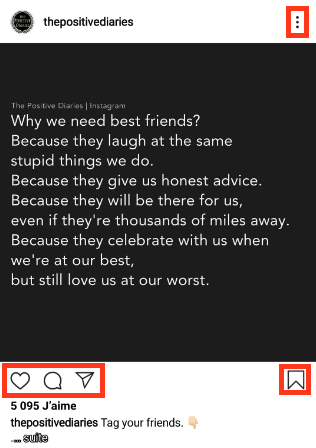 thepositivediaries
The Positive Diaries | Instagram
Why we need best friends?
Because they laugh at the same
stupid things we do.
Because they give us honest advice.
Because they will be there for us,
even if they're thousands of miles away.
Because they celebrate with us when
we're at our best,
but still love us at our worst.
5 095 J’aime
thepositivediaries Tag your friends. 👇🏻
... suite